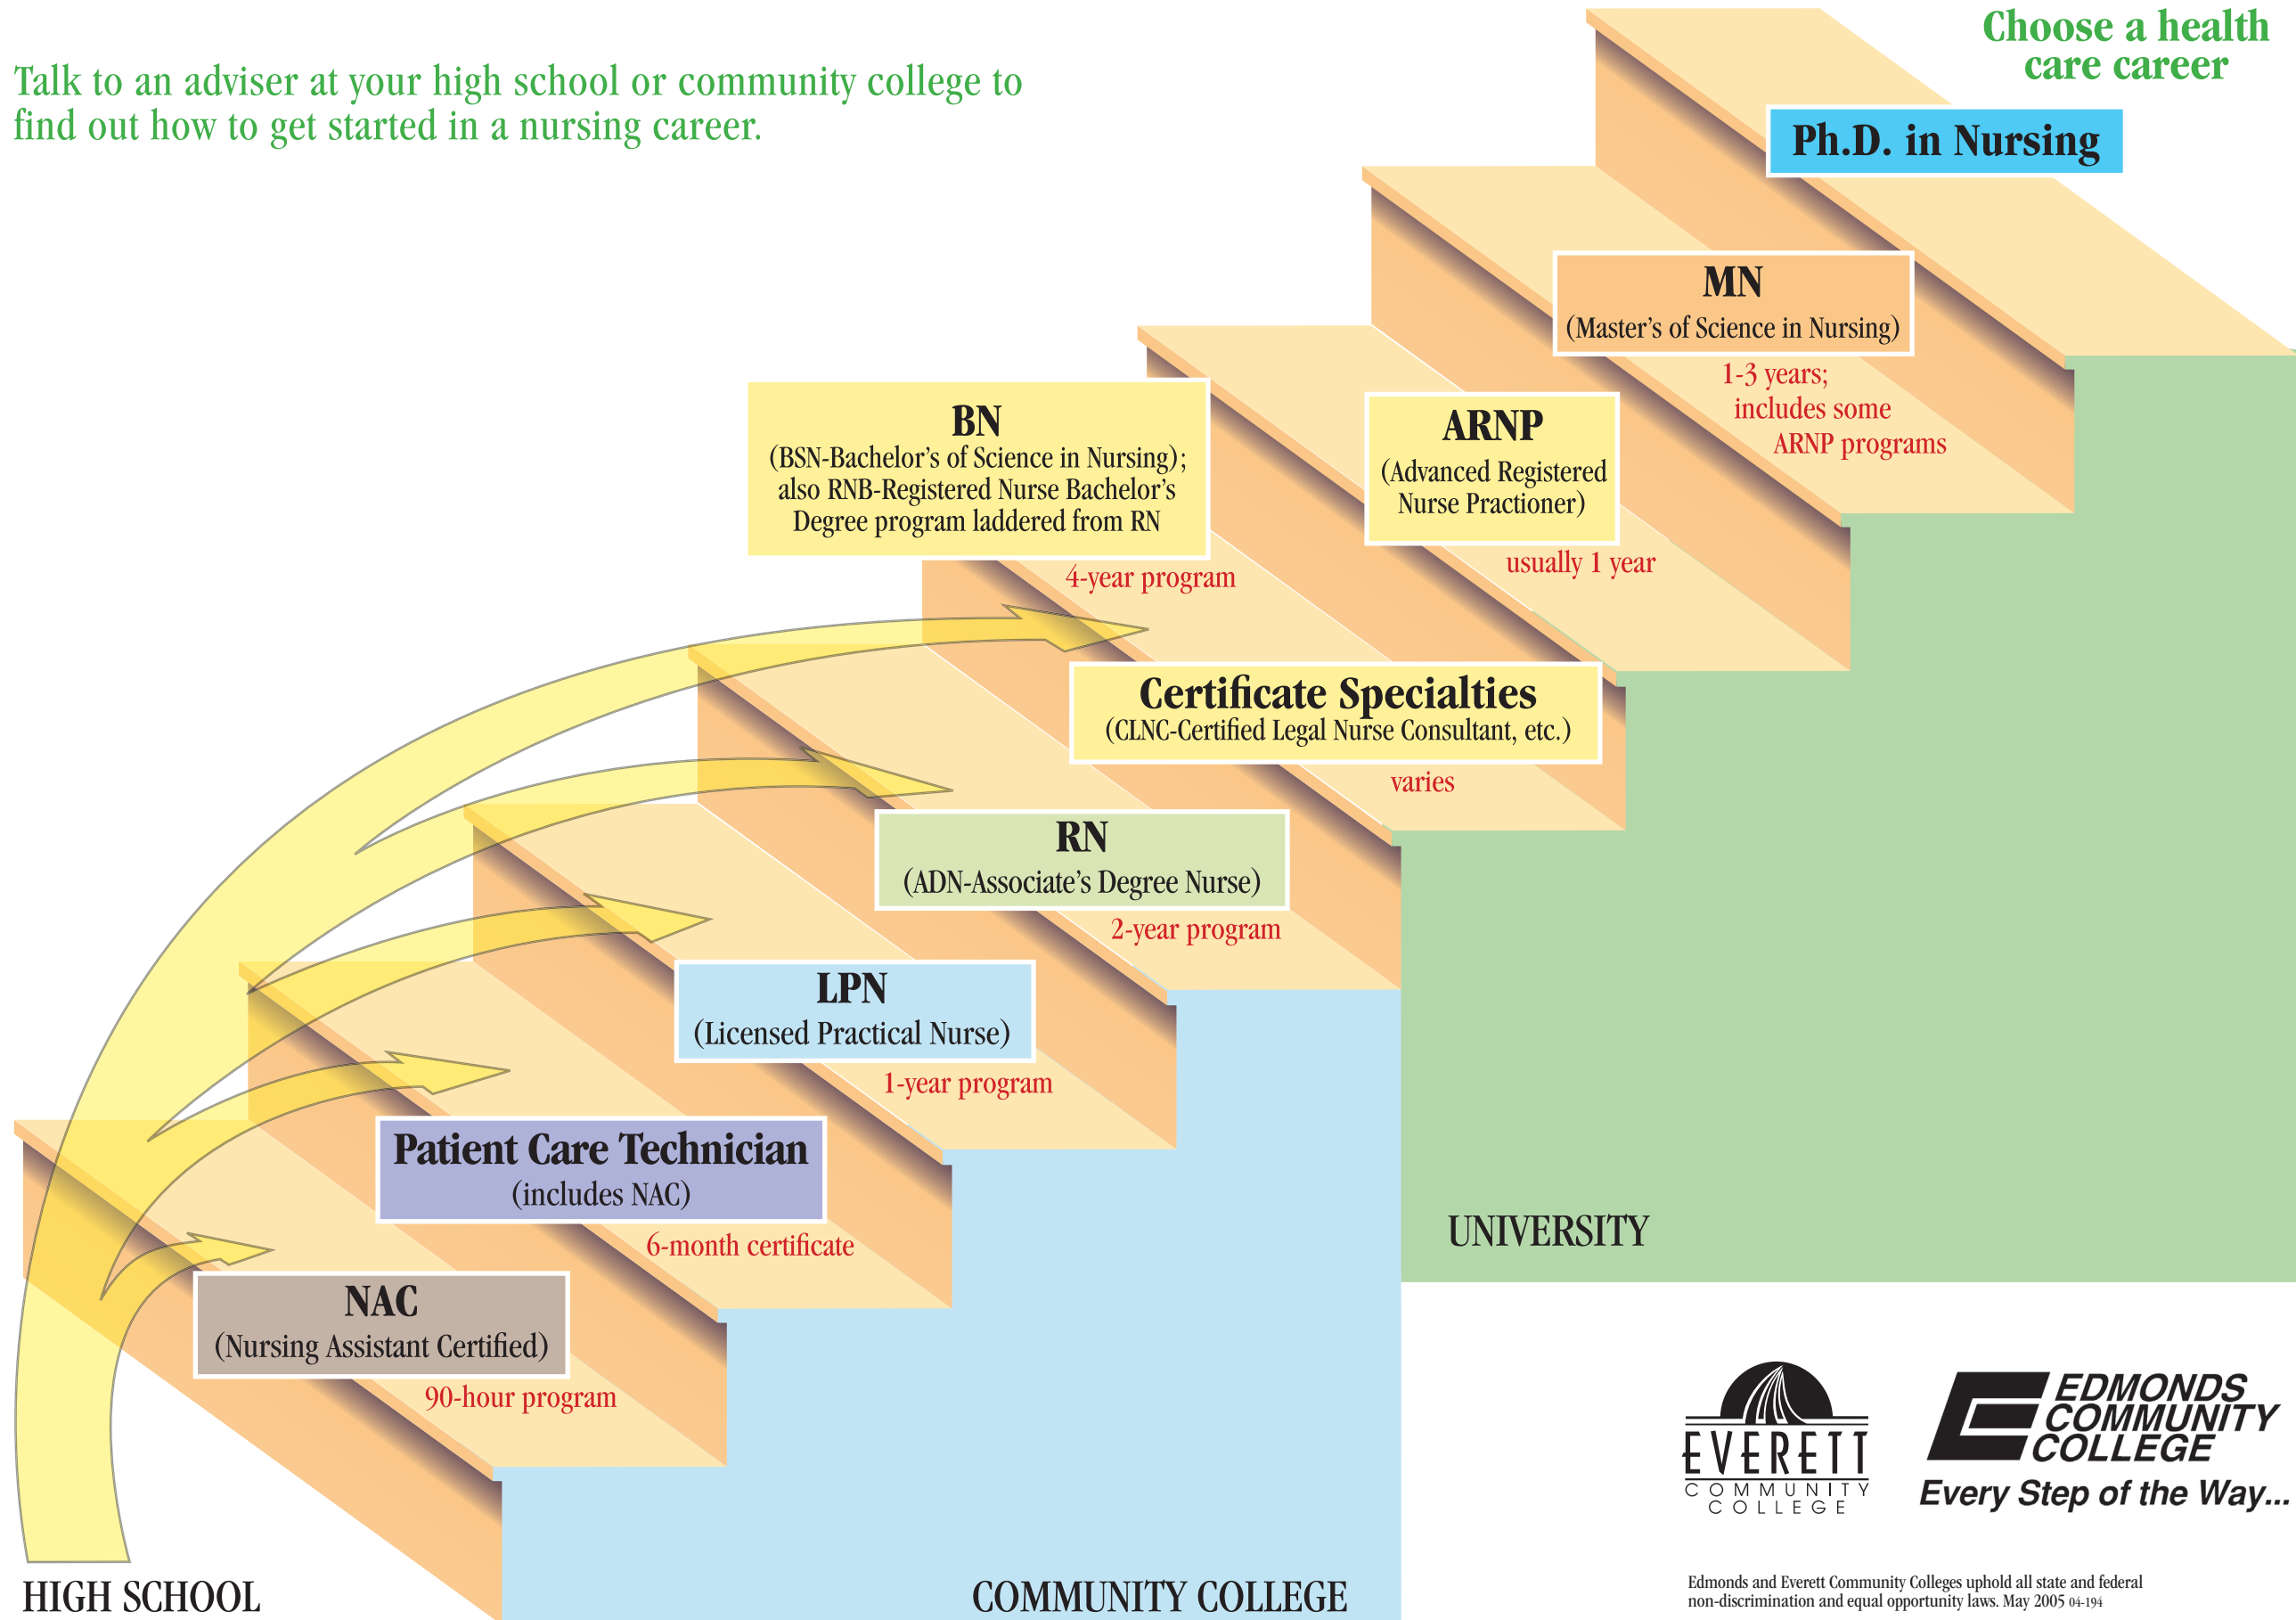 Talk to an adviser at your high school or community college to
find out how to get started in a nursing career.
Choose a health
care career
Ph.D. in Nursing
MN
(Master's of Science in Nursing)
1-3 years;
includes some
ARNP programs
ARNP
(Advanced Registered
Nurse Practioner)
usually 1 year
BN
(BSN-Bachelor's of Science in Nursing);
also RNB-Registered Nurse Bachelor's
Degree program laddered from RN
4-year program
Certificate Specialties
(CLNC-Certified Legal Nurse Consultant, etc.)
varies
RN
(ADN-Associate's Degree Nurse)
2-year program
LPN
(Licensed Practical Nurse)
1-year program
Patient Care Technician
(includes NAC)
6-month certificate
NAC
(Nursing Assistant Certified)
90-hour program
HIGH SCHOOL
COMMUNITY COLLEGE
UNIVERSITY
EVERETT
COMMUNITY
COLLEGE
EDMONDS
COMMUNITY
COLLEGE
Every Step of the Way...
Edmonds and Everett Community Colleges uphold all state and federal
non-discrimination and equal opportunity laws. May 2005 04-194